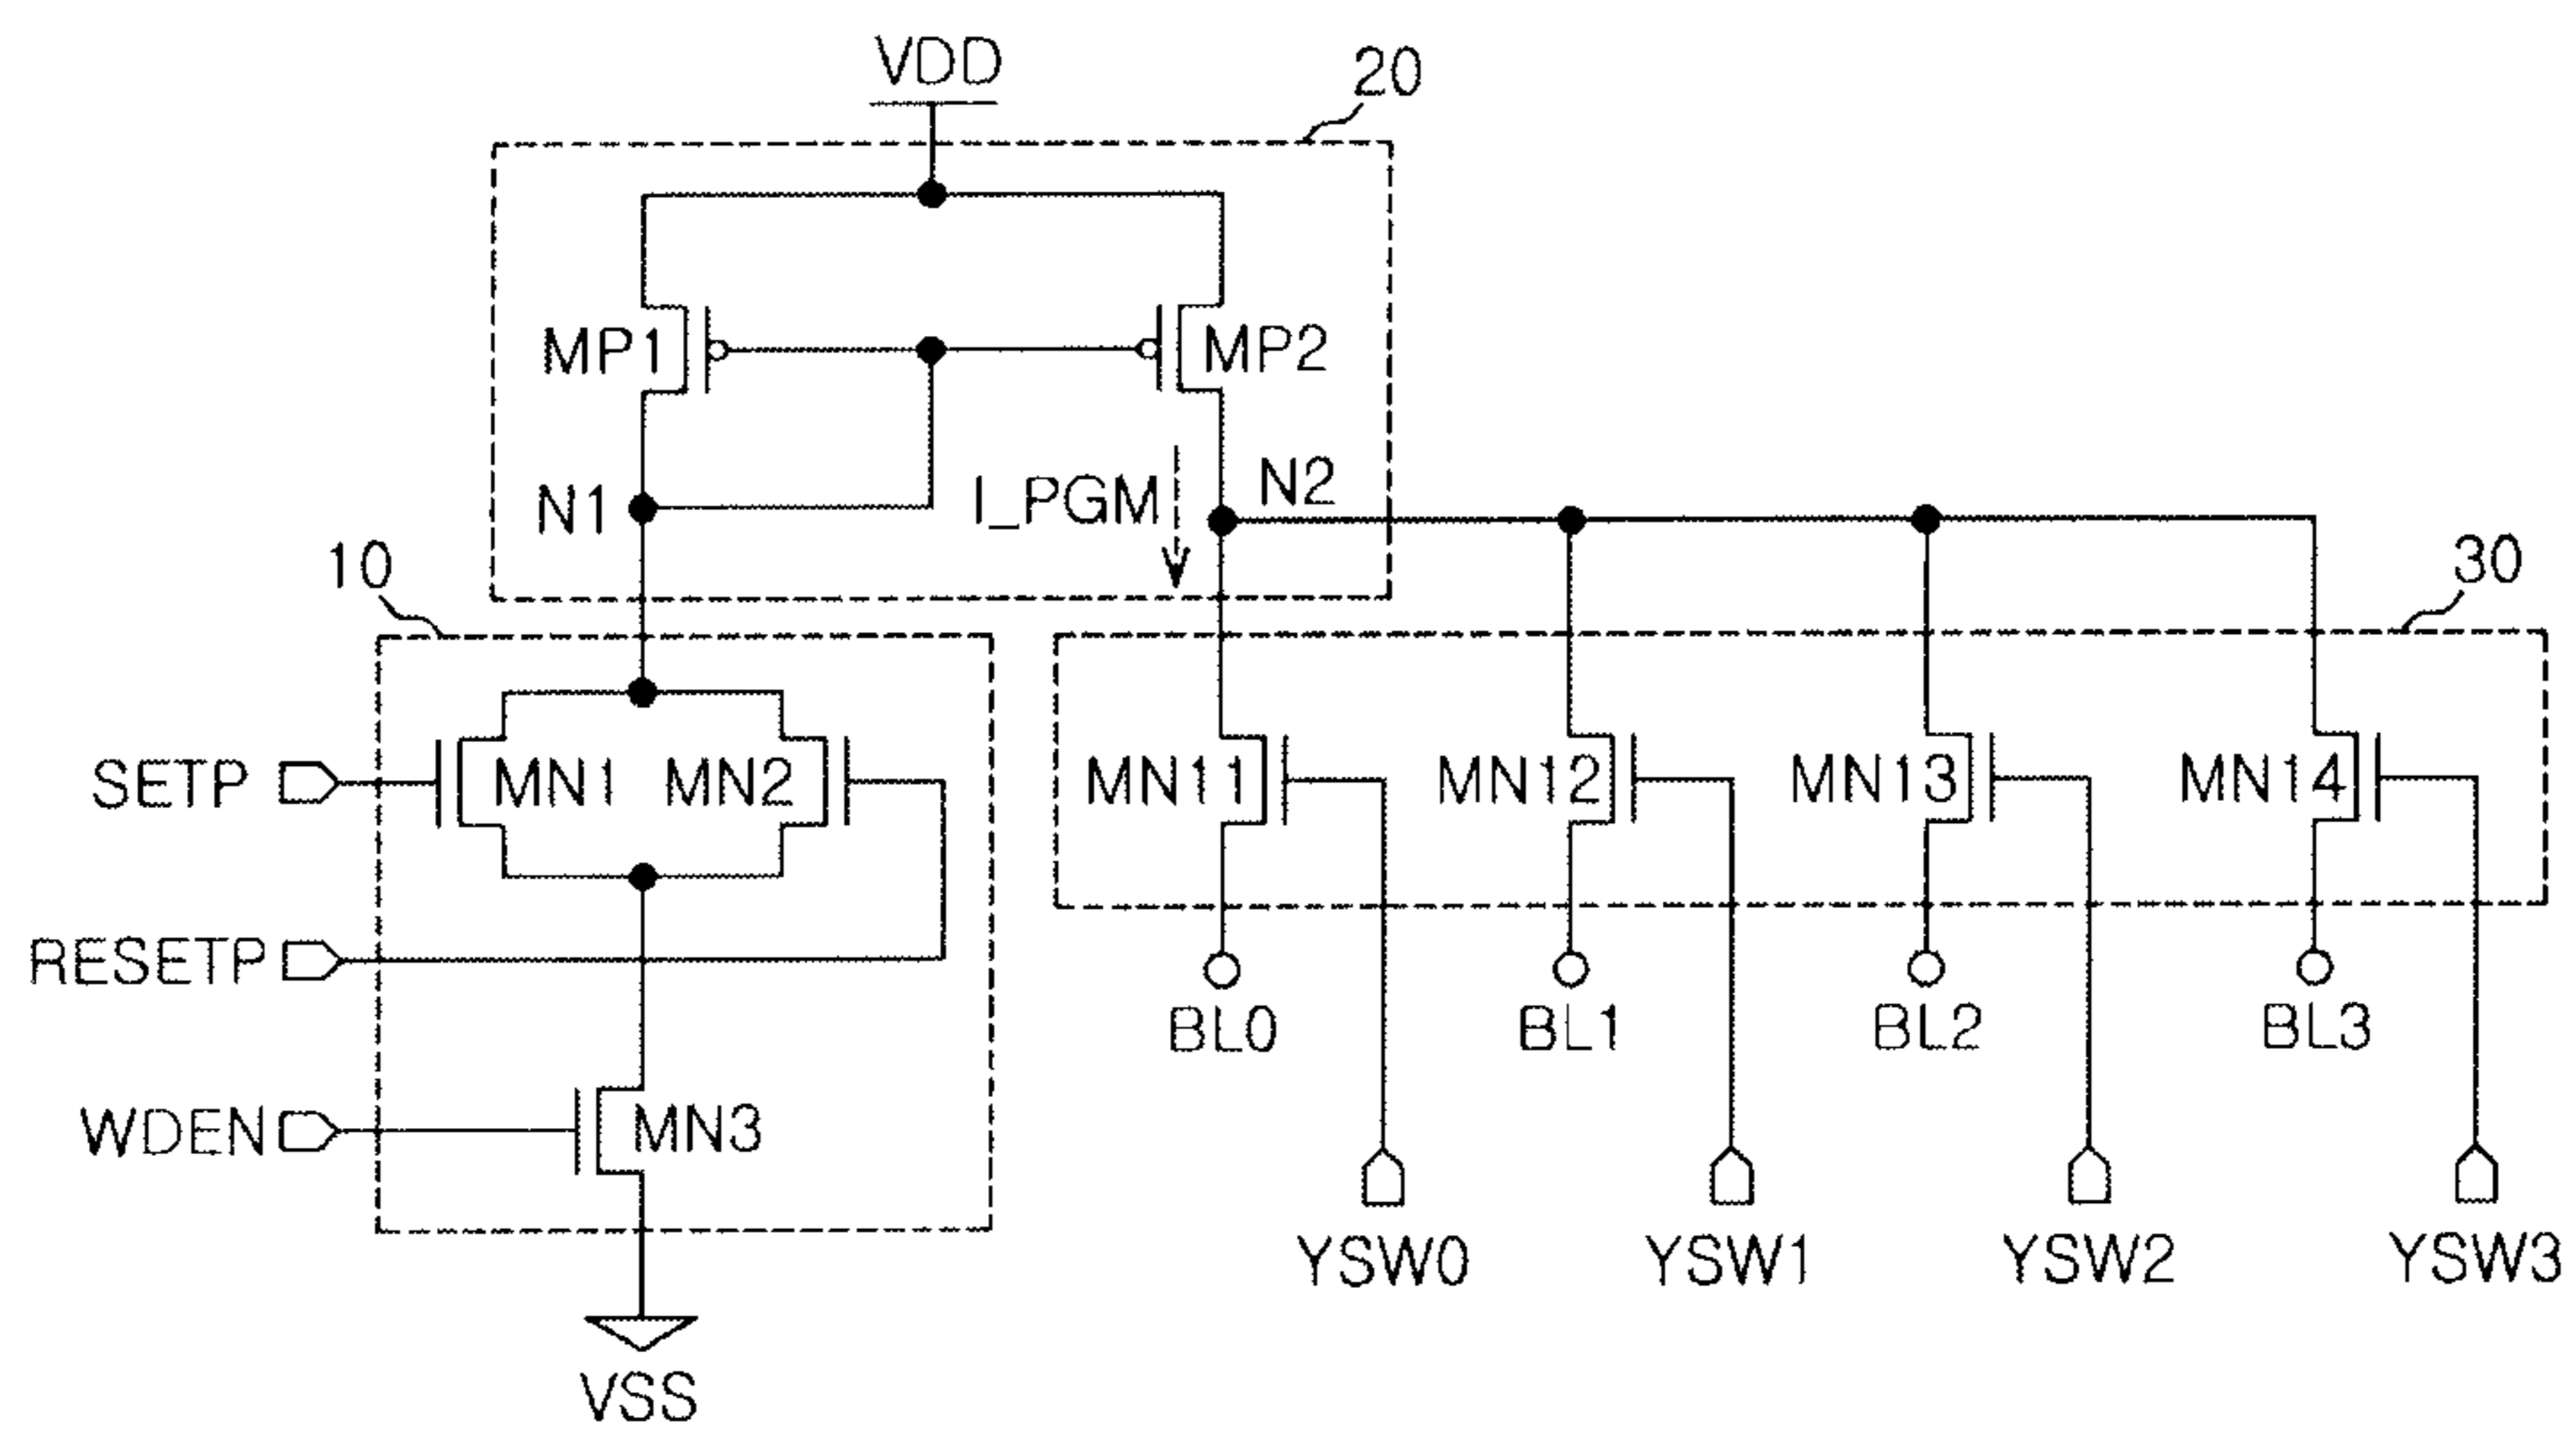 VDD
20
MP1
MP2
N1
I_PGM
N2
10
30
SETP
MN1
MN2
MN11
MN12
MN13
MN14
RESETP
BL0
BL1
BL2
BL3
WDEN
MN3
YSW0
YSW1
YSW2
YSW3
VSS